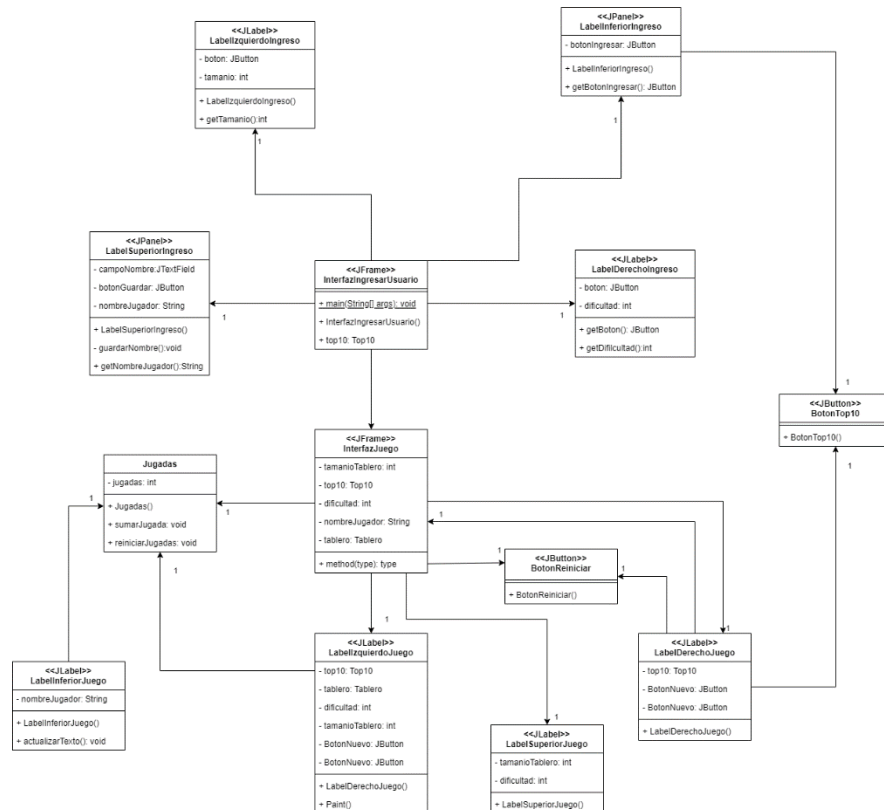 <<JLabel>>
LabelIzquierdoIngreso
- boton: JButton
- tamanio: int
+ LabelIzquierdoIngreso()
+ getTamanio():int
1
<<JPanel>>
LabelInferiorIngreso
- botonIngresar: JButton
+ LabelInferiorIngreso()
+ getBotonIngresar(): JButton
1
<<JPanel>>
LabelSuperiorIngreso
- campoNombre:JTextField
- botonGuardar: JButton
- nombreJugador: String
+ LabelSuperiorIngreso()
- guardarNombre():void
+ getNombreJugador():String
1
<<JFrame>>
InterfazIngresarUsuario
+ main(String[] args): void
+ InterfazIngresarUsuario()
+ top10: Top10
<<JLabel>>
LabelDerechoIngreso
- boton: JButton
- dificultad: int
+ getBoton(): JButton
+ getDifilcultad():int
1
1
<<JButton>>
BotonTop10
+ BotonTop10()
1
Jugadas
- jugadas: int
+ Jugadas()
+ sumarJugada: void
+ reiniciarJugadas: void
1
1
1
<<JFrame>>
InterfazJuego
- tamanioTablero: int
- top10: Top10
- dificultad: int
- nombreJugador: String
- tablero: Tablero
+ method(type): type
1
1
<<JButton>>
BotonReiniciar
+ BotonReiniciar()
1
1
<<JLabel>>
LabelInferiorJuego
- nombreJugador: String
+ LabelInferiorJuego()
+ actualizarTexto(): void
<<JLabel>>
LabelIzquierdoJuego
- top10: Top10
- tablero: Tablero
- dificultad: int
- tamanioTablero: int
- BotonNuevo: JButton
- BotonNuevo: JButton
+ LabelDerechoJuego()
+ Paint()
1
<<JLabel>>
LabelSuperiorJuego
- tamanioTablero: int
- dificultad: int
+ LabelSuperiorJuego()
1
<<JLabel>>
LabelDerechoJuego
- top10: Top10
- BotonNuevo: JButton
- BotonNuevo: JButton
+ LabelDerechoJuego()